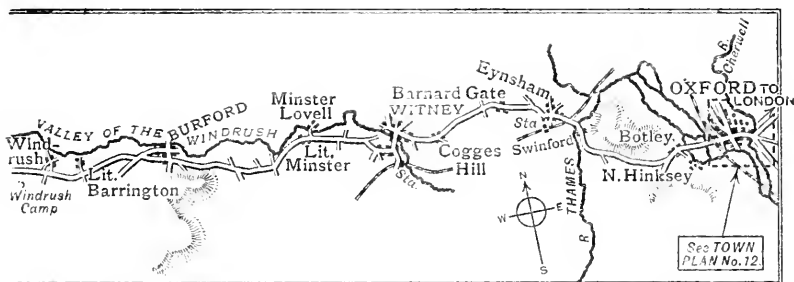 R. Cherwell
OXFORD TO
LONDON
Eynsham
Barnard Gate
Minster
Lovell
WITNEY
VALLEY OF THE WINDRUSH
BURFORD
Wind-
rush
Lit.
Barrington
Windrush
Camp
Lit.
Minster
Sta.
Cogges
Hill
Sta
Swinford
Botley
N. Hinksey
R. THAMES
N
W
E
S
See TOWN
PLAN No. 12.